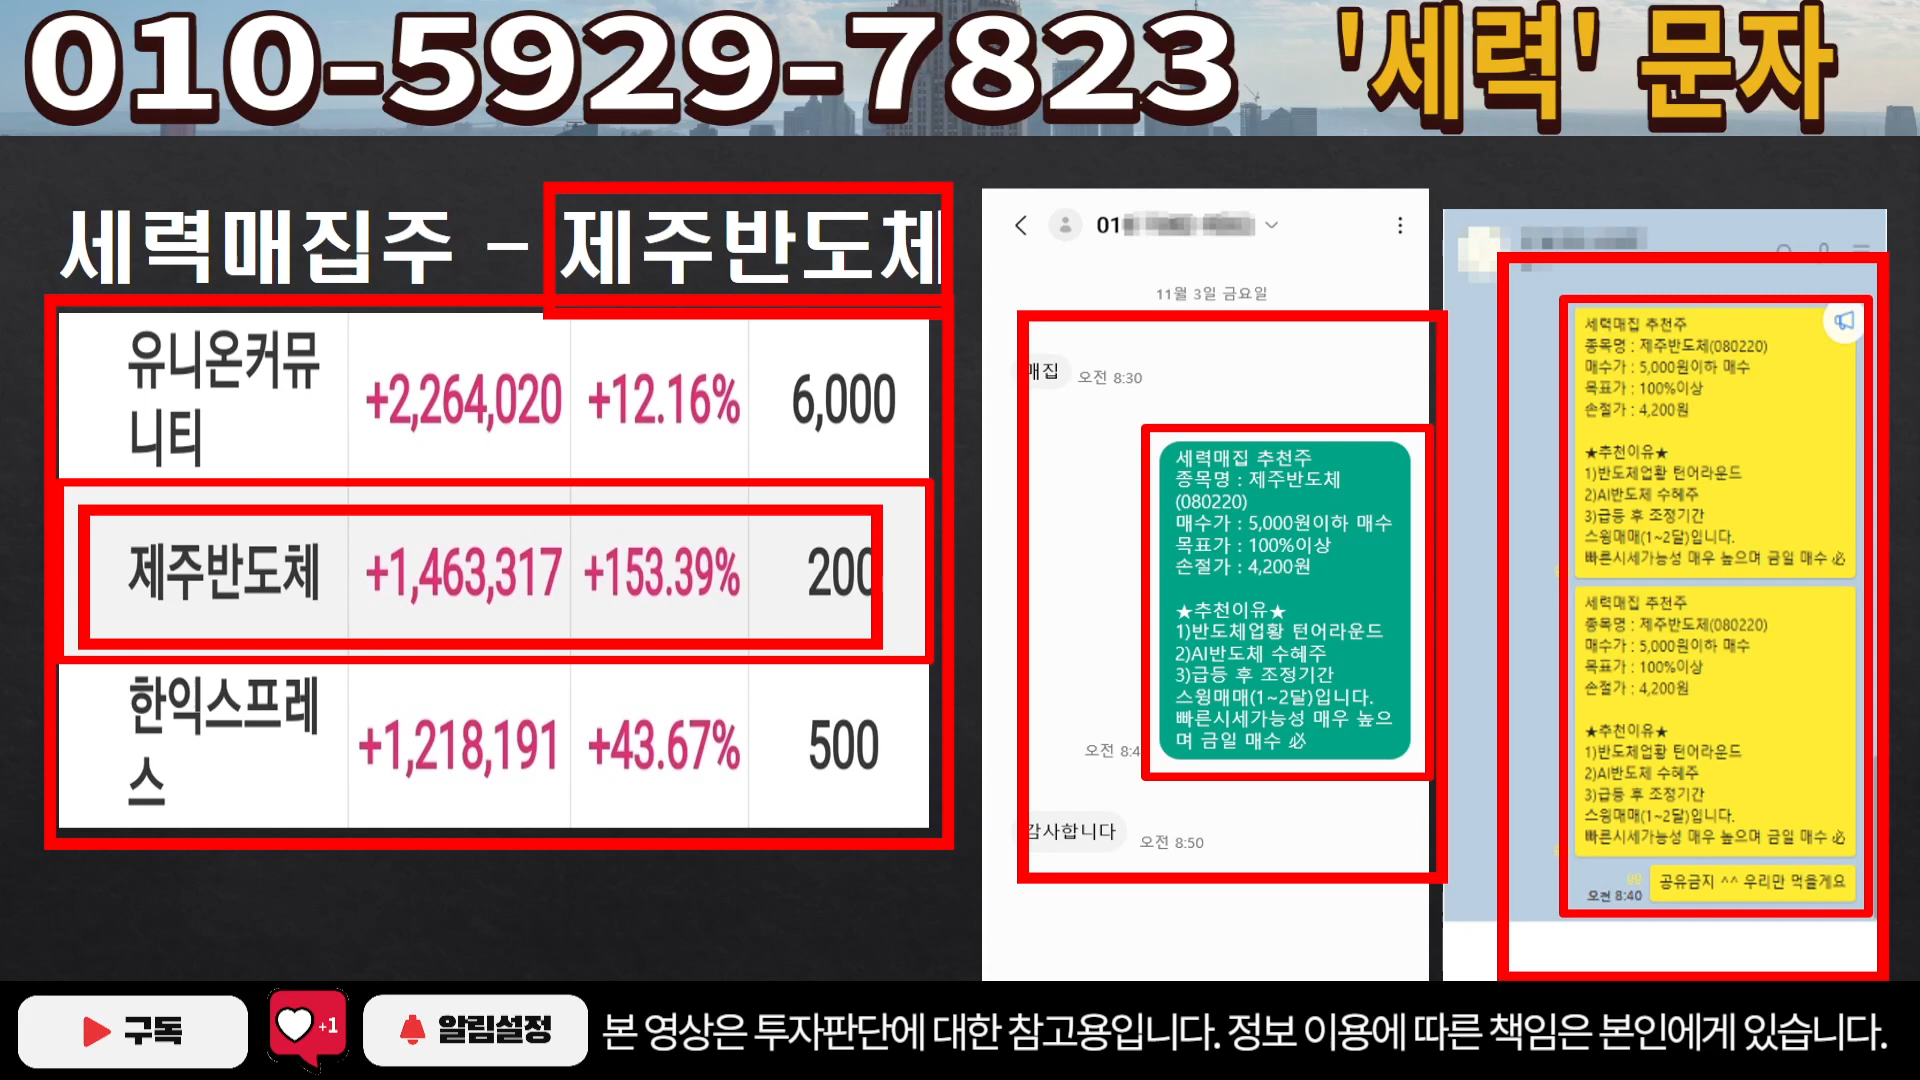 010-5929-7823 '세력' 문자
세력매집주 - 제주반도체
유니온커뮤
니티
+2,264,020 +12.16% 6,000
제주반도체 +1,463,317 +153.39% 200
한익스프레
스
+1,218,191 +43.67% 500
01
11월 3일 금요일
매집 오전 8:30
세력매집 추천주
종목명 : 제주반도체
(080220)
매수가 : 5,000원이하 매수
목표가 : 100%이상
손절가 : 4,200원
★추천이유★
1)반도체업황 턴어라운드
2)AI반도체 수혜주
3)급등 후 조정기간
스윙매매(1~2달)입니다.
빠른시세가능성 매우 높으
며 금일 매수 必
오전 8:4
감사합니다 오전 8:50
세력매집 추천주
종목명 : 제주반도체(080220)
매수가 : 5,000원이하 매수
목표가 : 100%이상
손절가 : 4,200원
★추천이유★
1)반도체업황 턴어라운드
2)AI반도체 수혜주
3)급등 후 조정기간
스윙매매(1~2달)입니다.
빠른시세가능성 매우 높으며 금일 매수 必
세력매집 추천주
종목명 : 제주반도체(080220)
매수가 : 5,000원이하 매수
목표가 : 100%이상
손절가 : 4,200원
★추천이유★
1)반도체업황 턴어라운드
2)AI반도체 수혜주
3)급등 후 조정기간
스윙매매(1~2달)입니다.
빠른시세가능성 매우 높으며 금일 매수 必
오전 8:40 공유금지 ^^ 우리만 먹을게요
구독 +1 알림설정 본 영상은 투자판단에 대한 참고용입니다. 정보 이용에 따른 책임은 본인에게 있습니다.